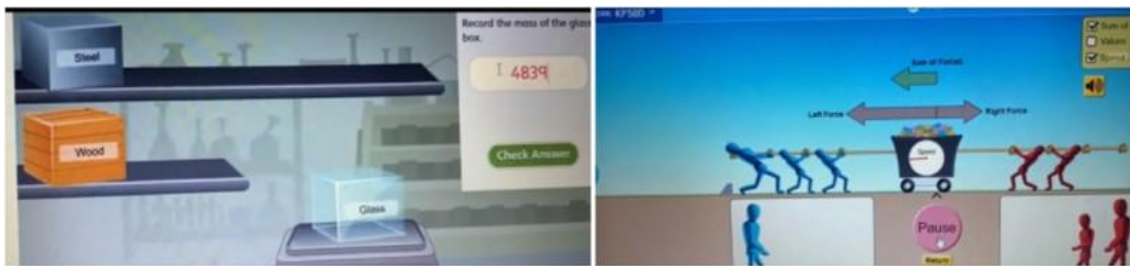 Record the mass of the glass
box.
4839
Check Answer
Steel
Wood
Glass
Sum of
Values
Speed
Sum of Forces
Left Force
Right Force
Speed
Pause
Return